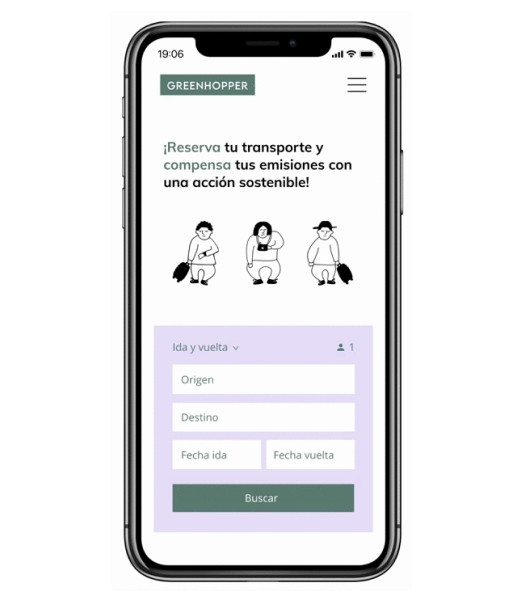 19:06
GREENHOPPER
¡Reserva tu transporte y
compensa tus emisiones con
una acción sostenible!
Ida y vuelta
1
Origen
Destino
Fecha ida
Fecha vuelta
Buscar